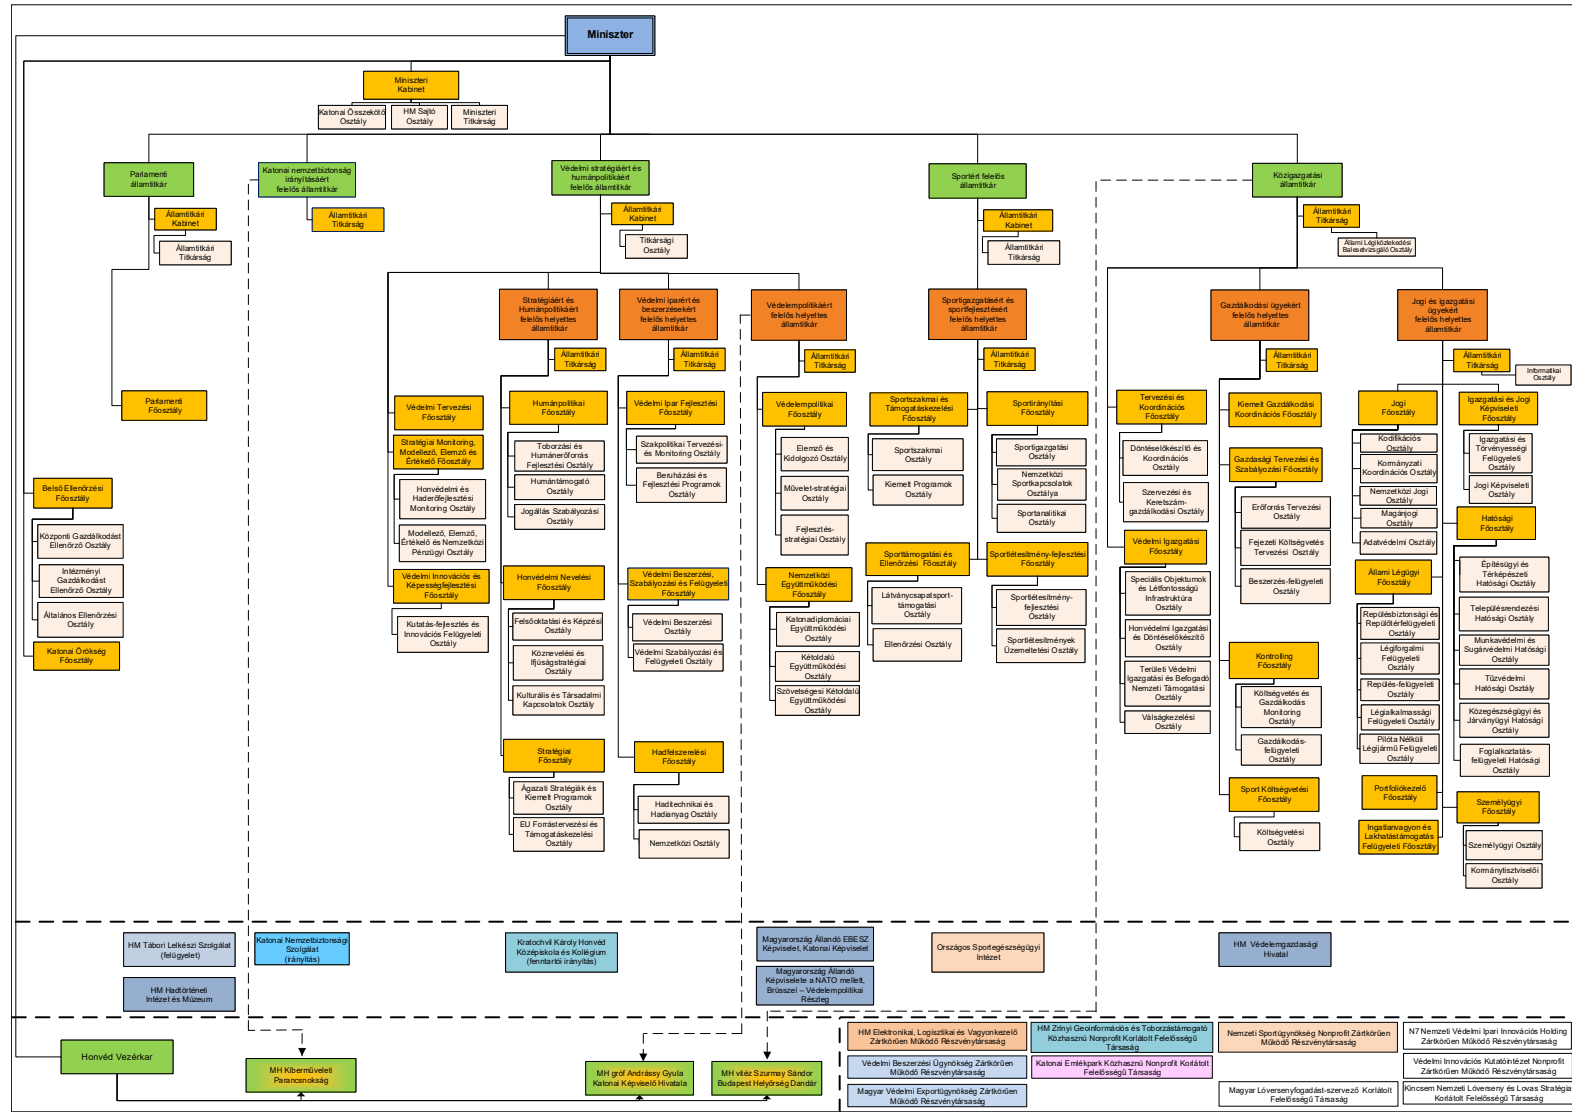 Miniszter
Miniszteri
Kabinet
Katonai Összekötő
Osztály
HM Sajtó
Osztály
Miniszteri
Titkárság
Parlamenti
államtitkár
Államtitkári
Kabinet
Államtitkári
Titkárság
Parlamenti
Főosztály
Katonai nemzetbiztonság
irányításáért
felelős államtitkár
Államtitkári
Titkárság
Védelmi stratégiáért és
humánpolitikáért
felelős államtitkár
Államtitkári
Kabinet
Titkársági
Osztály
Sportért felelős
államtitkár
Államtitkári
Kabinet
Államtitkári
Titkárság
Közigazgatási
államtitkár
Államtitkári
Titkárság
Állami Légiközlekedési
Balesetvizsgáló Osztály
Belső Ellenőrzési
Főosztály
Központi Gazdálkodást
Ellenőrző Osztály
Intézményi
Gazdálkodást
Ellenőrző Osztály
Általános Ellenőrzési
Osztály
Katonai Örökség
Főosztály
Védelmi Tervezési
Főosztály
Stratégiai Monitoring,
Modellező, Elemző és
Értékelő Főosztály
Honvédelmi és
Haderőfejlesztési
Monitoring Osztály
Modellező, Elemző,
Értékelő és Nemzetközi
Pénzügyi Osztály
Védelmi Innovációs és
Képességfejlesztési
Főosztály
Kutatás-fejlesztés és
Innovációs Felügyeleti
Osztály
Stratégiáért és
Humánpolitikáért
felelős helyettes
államtitkár
Államtitkári
Titkárság
Humánpolitikai
Főosztály
Toborzási és
Humánerőforrás
Fejlesztési Osztály
Humántámogató
Osztály
Jogállás Szabályozási
Osztály
Honvédelmi Nevelési
Főosztály
Felsőoktatási és Képzési
Osztály
Köznevelési és
Ifjúságstratégiai
Osztály
Kulturális és Társadalmi
Kapcsolatok Osztály
Stratégiai
Főosztály
Ágazati Stratégiák és
Kiemelt Programok
Osztály
EU Forrástervezési és
Támogatáskezelési
Osztály
Védelmi iparért és
beszerzésekért
felelős helyettes
államtitkár
Államtitkári
Titkárság
Védelmi Ipar Fejlesztési
Főosztály
Szakpolitikai Tervezési-
és Monitoring Osztály
Beruházási és
Fejlesztési Programok
Osztály
Védelmi Beszerzési,
Szabályozási és Felügyeleti
Főosztály
Védelmi Beszerzési
Osztály
Védelmi Szabályozási és
Felügyeleti Osztály
Hadfelszerelési
Főosztály
Haditechnikai és
Hadianyag Osztály
Nemzetközi Osztály
Védelempolitikáért
felelős helyettes
államtitkár
Államtitkári
Titkárság
Védelempolitikai
Főosztály
Elemző és
Kidolgozó Osztály
Művelet-stratégiai
Osztály
Fejlesztés-
stratégiai Osztály
Nemzetközi
Együttműködési
Főosztály
Katonadiplomáciai
Együttműködési
Osztály
Kétoldalú
Együttműködési
Osztály
Szövetségesi Kétoldalú
Együttműködési
Osztály
Sportigazgatásért és
sportfejlesztésért
felelős helyettes
államtitkár
Államtitkári
Titkárság
Sportszakmai és
Támogatáskezelési
Főosztály
Sportszakmai
Osztály
Kiemelt Programok
Osztály
Sporttámogatási és
Ellenőrzési Főosztály
Látványcsapatsport-
támogatási
Osztály
Ellenőrzési Osztály
Sportirányítási
Főosztály
Sportigazgatási
Osztály
Nemzetközi
Sportkapcsolatok
Osztálya
Sportanalitikai
Osztály
Sportlétesítmény-fejlesztési
Főosztály
Sportlétesítmény-
fejlesztési
Osztály
Sportlétesítmények
Üzemeltetési Osztály
Tervezési és
Koordinációs
Főosztály
Döntéselőkészítő és
Koordinációs
Osztály
Szervezési és
Keretszám-
gazdálkodási Osztály
Védelmi Igazgatási
Főosztály
Speciális Objektumok
és Létfontosságú
Infrastruktúra
Osztály
Honvédelmi Igazgatási
és Döntéselőkészítő
Osztály
Területi Védelmi
Igazgatási és Befogadó
Nemzeti Támogatási
Osztály
Válságkezelési
Osztály
Gazdálkodási ügyekért
felelős helyettes
államtitkár
Államtitkári
Titkárság
Kiemelt Gazdálkodási
Koordinációs Főosztály
Gazdasági Tervezési és
Szabályozási Főosztály
Erőforrás Tervezési
Osztály
Fejezeti Költségvetés
Tervezési Osztály
Beszerzés-felügyeleti
Osztály
Kontrolling
Főosztály
Költségvetés és
Gazdálkodás
Monitoring
Osztály
Gazdálkodás-
felügyeleti
Osztály
Sport Költségvetési
Főosztály
Költségvetési
Osztály
Jogi és igazgatási
ügyekért
felelős helyettes
államtitkár
Államtitkári
Titkárság
Informatikai
Osztály
Jogi
Főosztály
Kodifikációs
Osztály
Kormányzati
Koordinációs Osztály
Nemzetközi Jogi
Osztály
Magánjogi
Osztály
Adatvédelmi Osztály
Állami Légügyi
Főosztály
Repülésbiztonsági és
Repülőtérfelügyeleti
Osztály
Légiforgalmi
Felügyeleti
Osztály
Repülés-felügyeleti
Osztály
Légialkalmassági
Felügyeleti Osztály
Pilóta Nélküli
Légijármű Felügyeleti
Osztály
Portfoliókezelő
Főosztály
Ingatlanvagyon és
Lakhatástámogatás
Felügyeleti Főosztály
Igazgatási és Jogi
Képviseleti
Főosztály
Igazgatási és
Törvényességi
Felügyeleti
Osztály
Jogi Képviseleti
Osztály
Hatósági
Főosztály
Építésügyi és
Térképészeti
Hatósági Osztály
Településrendezési
Hatósági Osztály
Munkavédelmi és
Sugárvédelmi Hatósági
Osztály
Tűzvédelmi
Hatósági Osztály
Közegészségügyi és
Járványügyi Hatósági
Osztály
Foglalkoztatás-
felügyeleti Hatósági
Osztály
Személyügyi
Főosztály
Személyügyi Osztály
Kormánytisztviselői
Osztály
HM Tábori Lelkészi Szolgálat
(felügyelet)
HM Hadtörténeti
Intézet és Múzeum
Katonai Nemzetbiztonsági
Szolgálat
(irányítás)
Kratochvil Károly Honvéd
Középiskola és Kollégium
(fenntartói irányítás)
Magyarország Állandó EBESZ
Képviselet, Katonai Képviselet
Magyarország Állandó
Képviselete a NATO mellett,
Brüsszel – Védelempolitikai
Részleg
Országos Sportegészségügyi
Intézet
HM Védelemgazdasági
Hivatal
Honvéd Vezérkar
MH Kiberműveleti
Parancsnokság
MH gróf Andrássy Gyula
Katonai Képviselő Hivatala
MH vitéz Szurmay Sándor
Budapest Helyőrség Dandár
HM Elektronikai, Logisztikai és Vagyonkezelő
Zártkörűen Működő Részvénytársaság
Védelmi Beszerzési Ügynökség Zártkörűen
Működő Részvénytársaság
Magyar Védelmi Exportügynökség Zártkörűen
Működő Részvénytársaság
HM Zrínyi Geoinformációs és Toborzástámogató
Közhasznú Nonprofit Korlátolt Felelősségű
Társaság
Katonai Emlékpark Közhasznú Nonprofit Korlátolt
Felelősségű Társaság
Nemzeti Sportügynökség Nonprofit Zártkörűen
Működő Részvénytársaság
Magyar Lóversenyfogadást-szervező Korlátolt
Felelősségű Társaság
N7 Nemzeti Védelmi Ipari Innovációs Holding
Zártkörűen Működő Részvénytársaság
Védelmi Innovációs Kutatóintézet Nonprofit
Zártkörűen Működő Részvénytársaság
Kincsem Nemzeti Lóverseny és Lovas Stratégiai
Korlátolt Felelősségű Társaság